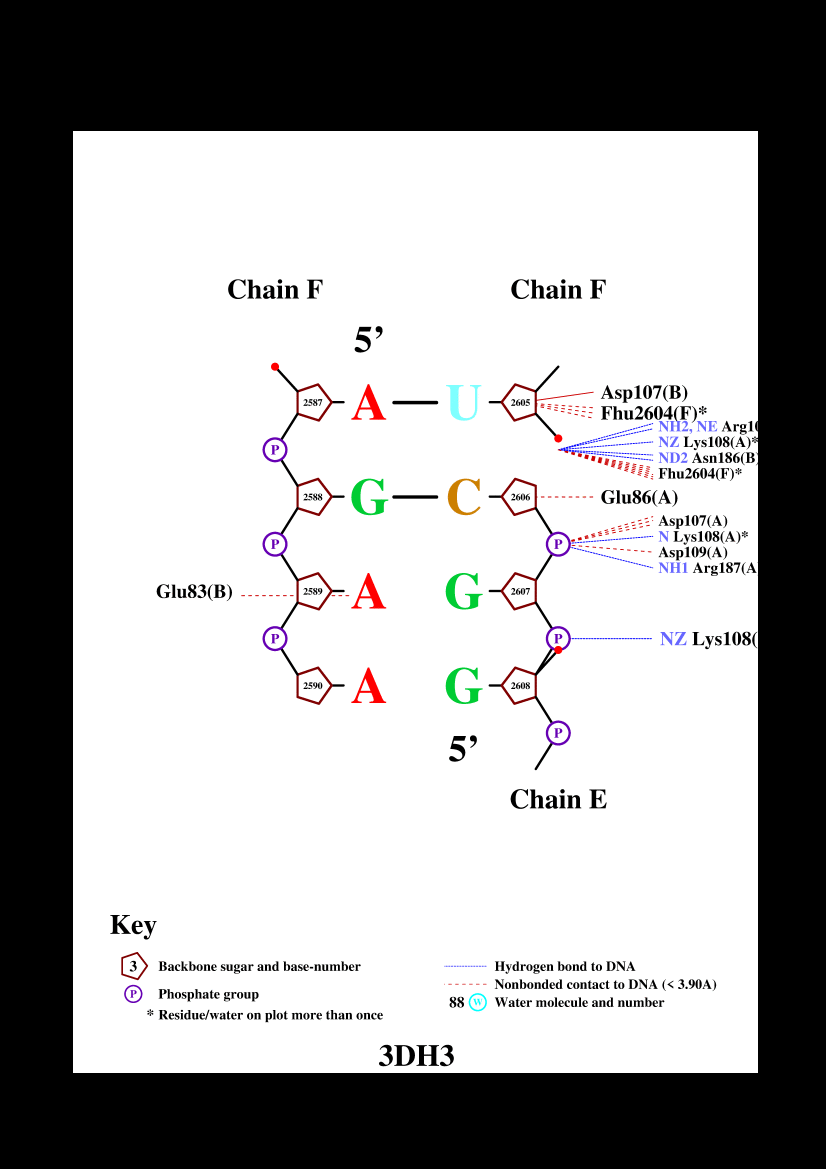 Chain F Chain F
5’
2587 A U 2605 Asp107(B)
Fhu2604(F)*
NH2, NE
P NZ Lys108(A)*
ND2 Asn186(B)
Fhu2604(F)*
2588 G C 2606 Glu86(A)
Asp107(A)
P P N Lys108(A)*
Asp109(A)
NH1 Arg187(A
Glu83(B) 2589 A G 2607
P P NZ Lys108(
2590 A G 2608
5’ P
Chain E
Key
3 Backbone sugar and base-number Hydrogen bond to DNA
Nonbonded contact to DNA (< 3.90A)
P Phosphate group 88 W Water molecule and number
* Residue/water on plot more than once
3DH3